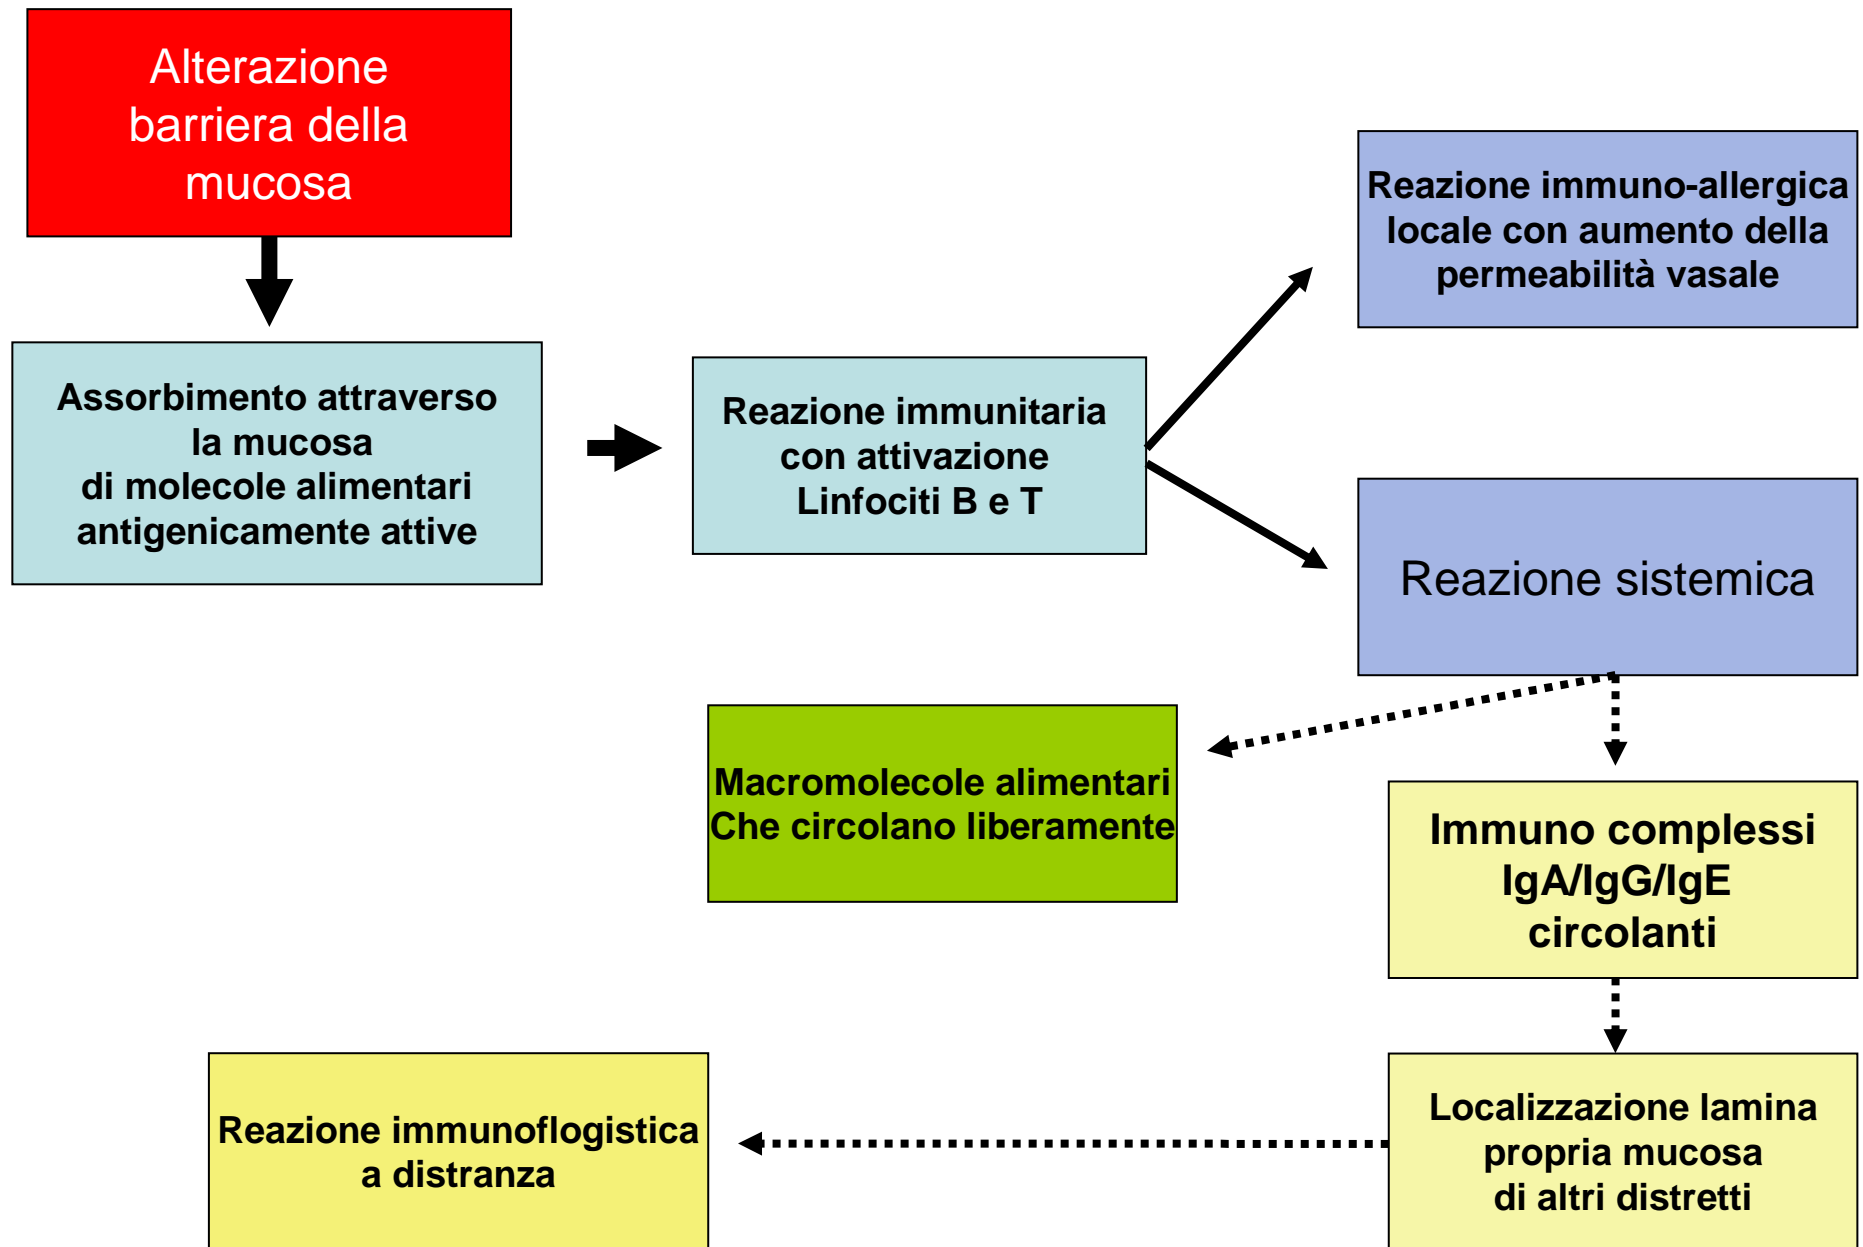 Alterazione
barriera della
mucosa
Assorbimento attraverso
la mucosa
di molecole alimentari
antigenicamente attive
Reazione immunitaria
con attivazione
Linfociti B e T
Reazione immuno-allergica
locale con aumento della
permeabilità vasale
Reazione sistemica
Macromolecole alimentari
Che circolano liberamente
Immuno complessi
IgA/IgG/IgE
circolanti
Localizzazione lamina
propria mucosa
di altri distretti
Reazione immunoflogistica
a distranza